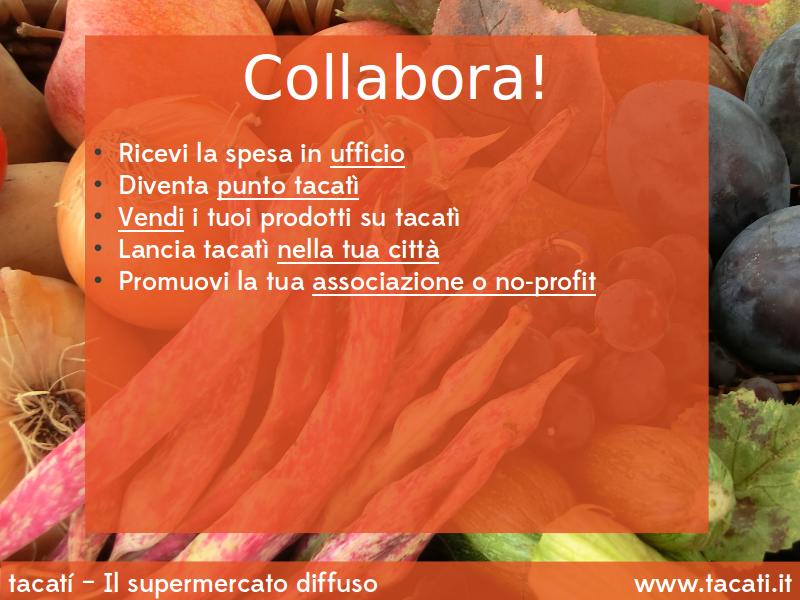 Collabora!
• Ricevi la spesa in ufficio
• Diventa punto tacatì
• Vendi i tuoi prodotti su tacatì
• Lancia tacatì nella tua città
• Promuovi la tua associazione o no-profit
tacatí – Il supermercato diffuso
www.tacati.it